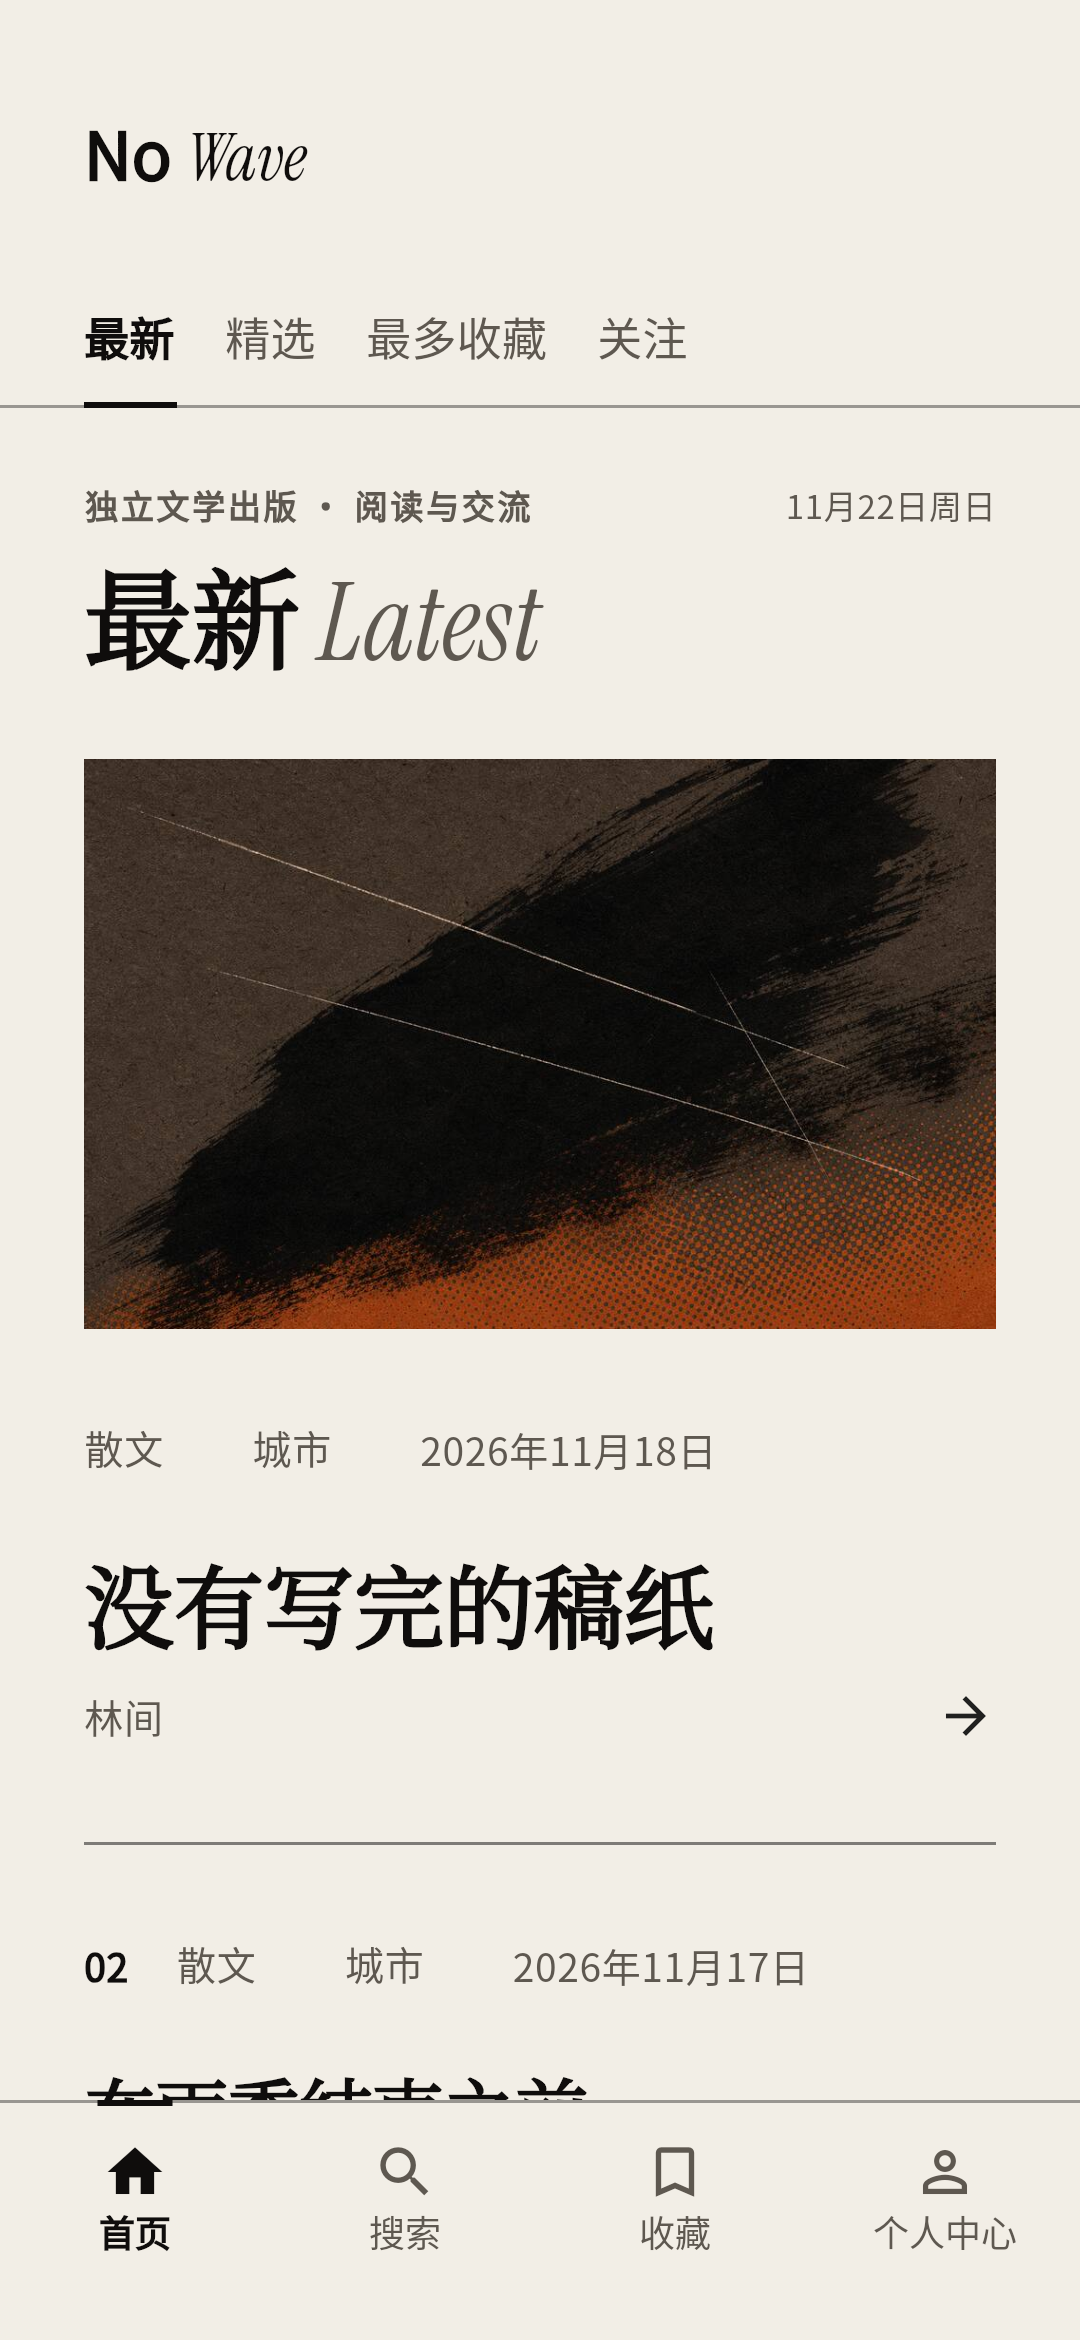 No Wave
最新 精选 最多收藏 关注
独立文学出版 · 阅读与交流 11月22日周日
最新 Latest
散文 城市 2026年11月18日
没有写完的稿纸
林间
02 散文 城市 2026年11月17日
首页 搜索 收藏 个人中心